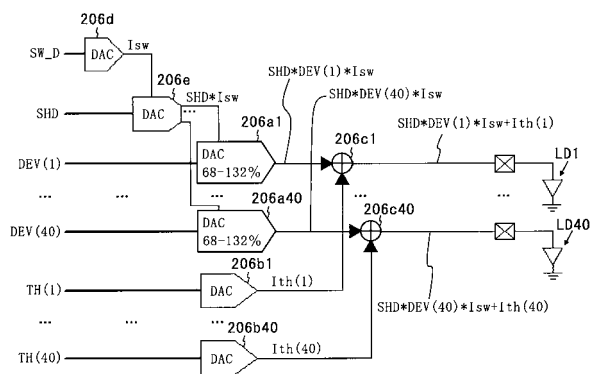 206d
SW_D
DAC
Isw
206e
SHD
DAC
SHD*Isw
...
SHD*DEV(1)*Isw
SHD*DEV(40)*Isw
206a1
206c1
SHD*DEV(1)*Isw+Ith(i)
LD1
DEV(1)
DAC
68-132%
... ... ... ... ...
206a40
206c40
LD40
DEV(40)
DAC
68-132%
206b1
TH(1)
DAC
Ith(1)
SHD*DEV(40)*Isw+Ith(40)
... ...
206b40
TH(40)
DAC
Ith(40)